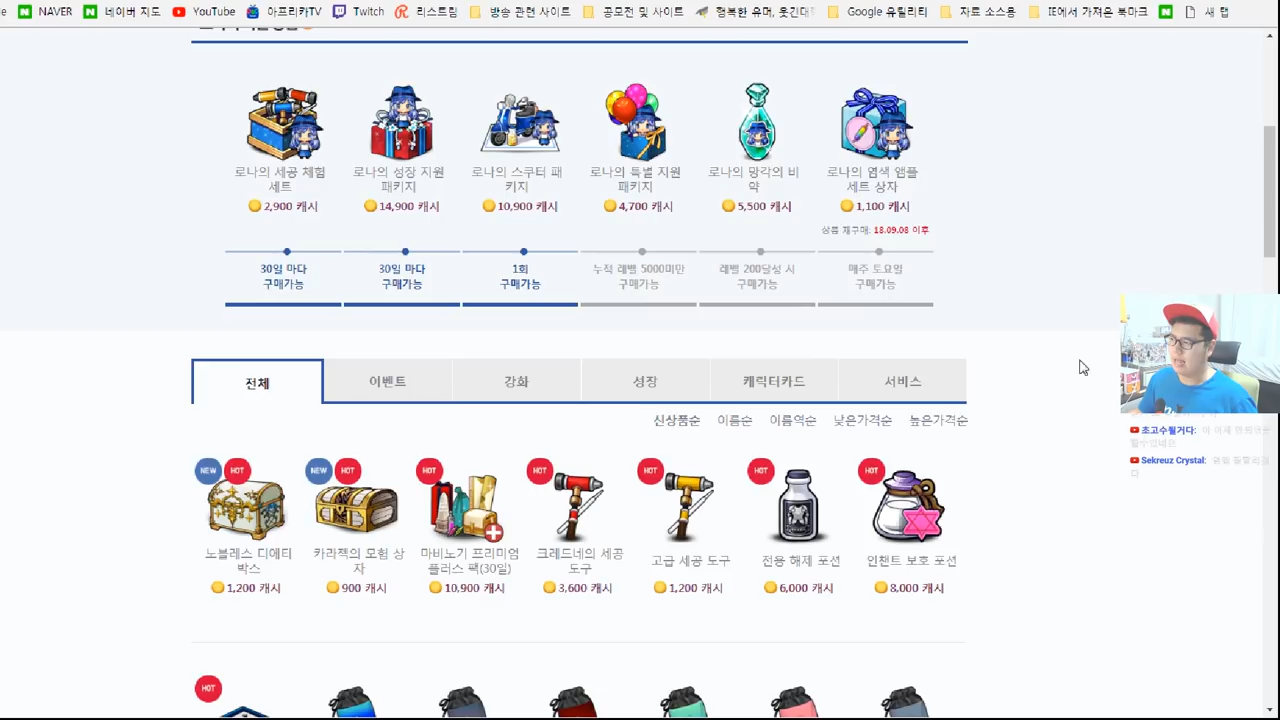 NAVER 네이버 지도 YouTube 아프리카TV Twitch 리스트림 방송 관련 사이트 공모전 및 사이트 행복한 유머, 웃긴대 Google 유틸리티 자료 소스용 IE에서 가져온 북마크 새 탭
로나의 세공 체험 세트
2,900 캐시
로나의 성장 지원 패키지
14,900 캐시
로나의 스쿠터 패키지
10,900 캐시
로나의 특별 지원 패키지
4,700 캐시
로나의 망각의 비약
5,500 캐시
로나의 염색 앰플 세트 상자
1,100 캐시
상품 재구매: 18.09.08 이후
30일 마다
구매가능
30일 마다
구매가능
1회
구매가능
누적 레벨 5000미만
구매가능
레벨 200달성 시
구매가능
매주 토요일
구매가능
전체 이벤트 강화 성장 캐릭터카드 서비스
신상품순 이름순 이름역순 낮은가격순 높은가격순
초고수될거다:
Sekreuz Crystal:
NEW HOT
노블레스 디에티
박스
1,200 캐시
NEW HOT
카라젝의 모험 상
자
900 캐시
HOT
마비노기 프리미엄
플러스 팩(30일)
10,900 캐시
HOT
크레드네의 세공
도구
3,600 캐시
HOT
고급 세공 도구
1,200 캐시
HOT
전용 해제 포션
6,000 캐시
HOT
인챈트 보호 포션
8,000 캐시
HOT